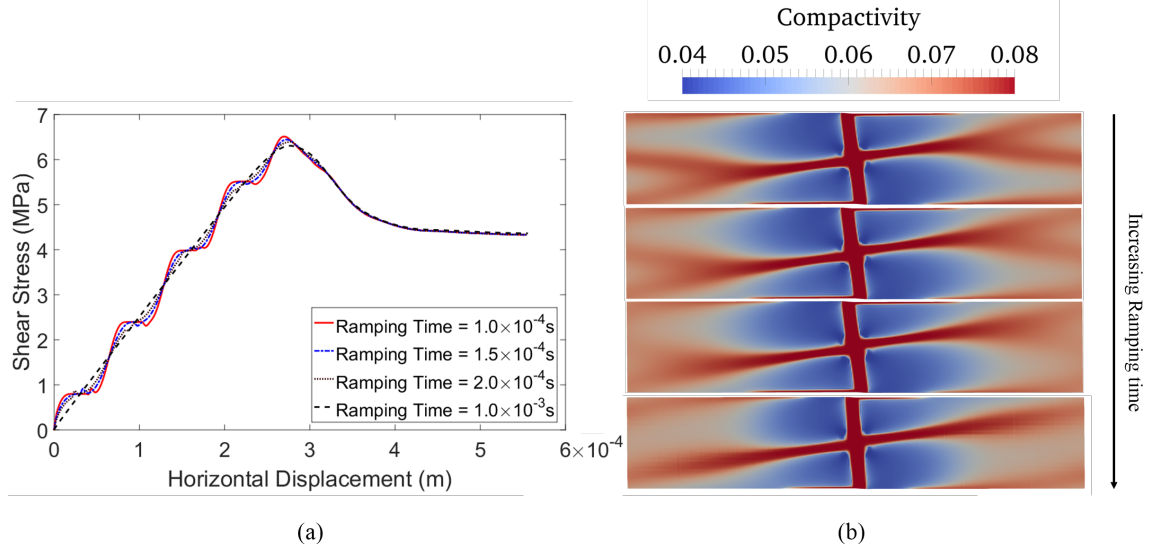 7
6
5
4
3
2
1
0
Shear Stress (MPa)
0 1 2 3 4 5 6×10⁻⁴
Horizontal Displacement (m)
Ramping Time = 1.0×10⁻⁴s
Ramping Time = 1.5×10⁻⁴s
Ramping Time = 2.0×10⁻⁴s
Ramping Time = 1.0×10⁻³s
(a)
Compactivity
0.04 0.05 0.06 0.07 0.08
Increasing Ramping time
(b)